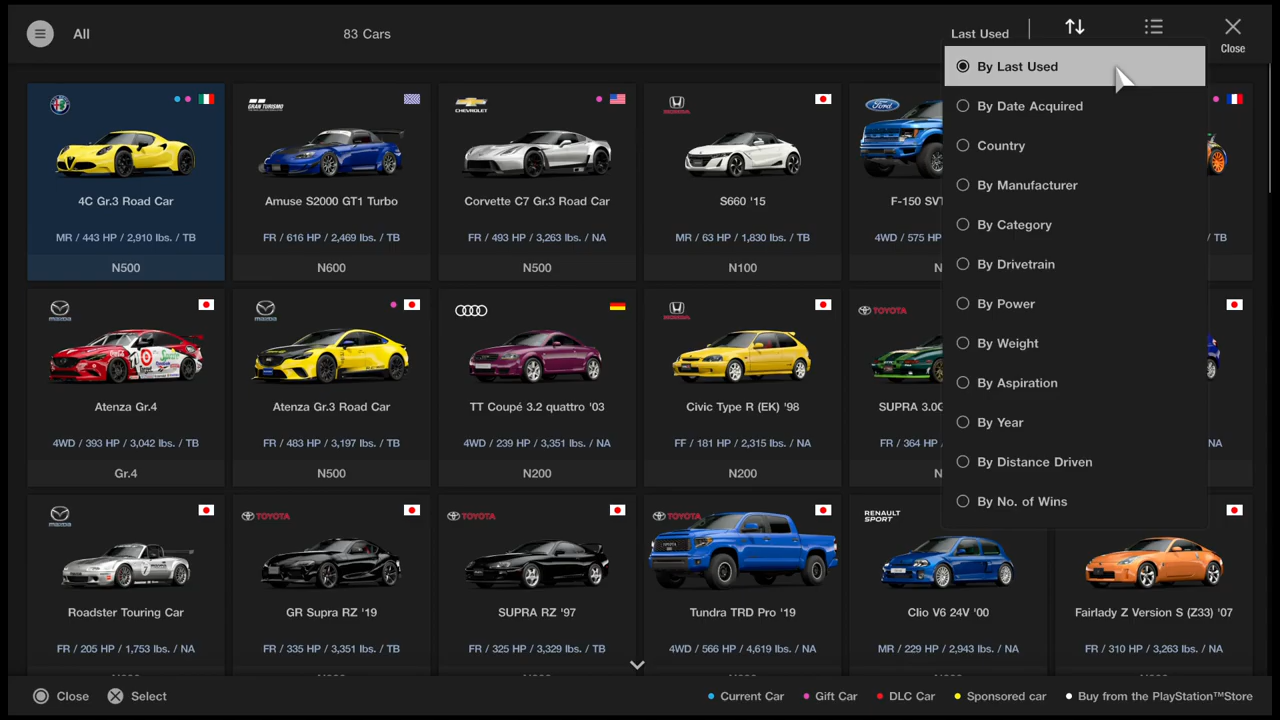 All
83 Cars
Last Used
Close
By Last Used
By Date Acquired
Country
By Manufacturer
By Category
By Drivetrain
By Power
By Weight
By Aspiration
By Year
By Distance Driven
By No. of Wins
4C Gr.3 Road Car
MR / 443 HP / 2,910 lbs. / TB
N500
GRAN TURISMO
Amuse S2000 GT1 Turbo
FR / 616 HP / 2,469 lbs. / TB
N600
CHEVROLET
Corvette C7 Gr.3 Road Car
FR / 493 HP / 3,263 lbs. / NA
N500
HONDA
S660 '15
MR / 63 HP / 1,830 lbs. / TB
N100
Ford
F-150 SV
4WD / 575 HP
N
/ TB
mazda
Atenza Gr.4
4WD / 393 HP / 3,042 lbs. / TB
Gr.4
mazda
Atenza Gr.3 Road Car
FR / 483 HP / 3,197 lbs. / TB
N500
TT Coupé 3.2 quattro '03
4WD / 239 HP / 3,351 lbs. / NA
N200
HONDA
Civic Type R (EK) '98
FF / 181 HP / 2,315 lbs. / NA
N200
TOYOTA
SUPRA 3.0G
FR / 364 HP
N
NA
mazda
Roadster Touring Car
FR / 205 HP / 1,753 lbs. / NA
TOYOTA
GR Supra RZ '19
FR / 335 HP / 3,351 lbs. / TB
TOYOTA
SUPRA RZ '97
FR / 325 HP / 3,329 lbs. / TB
TOYOTA
Tundra TRD Pro '19
4WD / 566 HP / 4,619 lbs. / NA
RENAULT
SPORT
Clio V6 24V '00
MR / 229 HP / 2,943 lbs. / NA
Fairlady Z Version S (Z33) '07
FR / 310 HP / 3,263 lbs. / NA
Close
Select
Current Car
Gift Car
DLC Car
Sponsored car
Buy from the PlayStation™Store